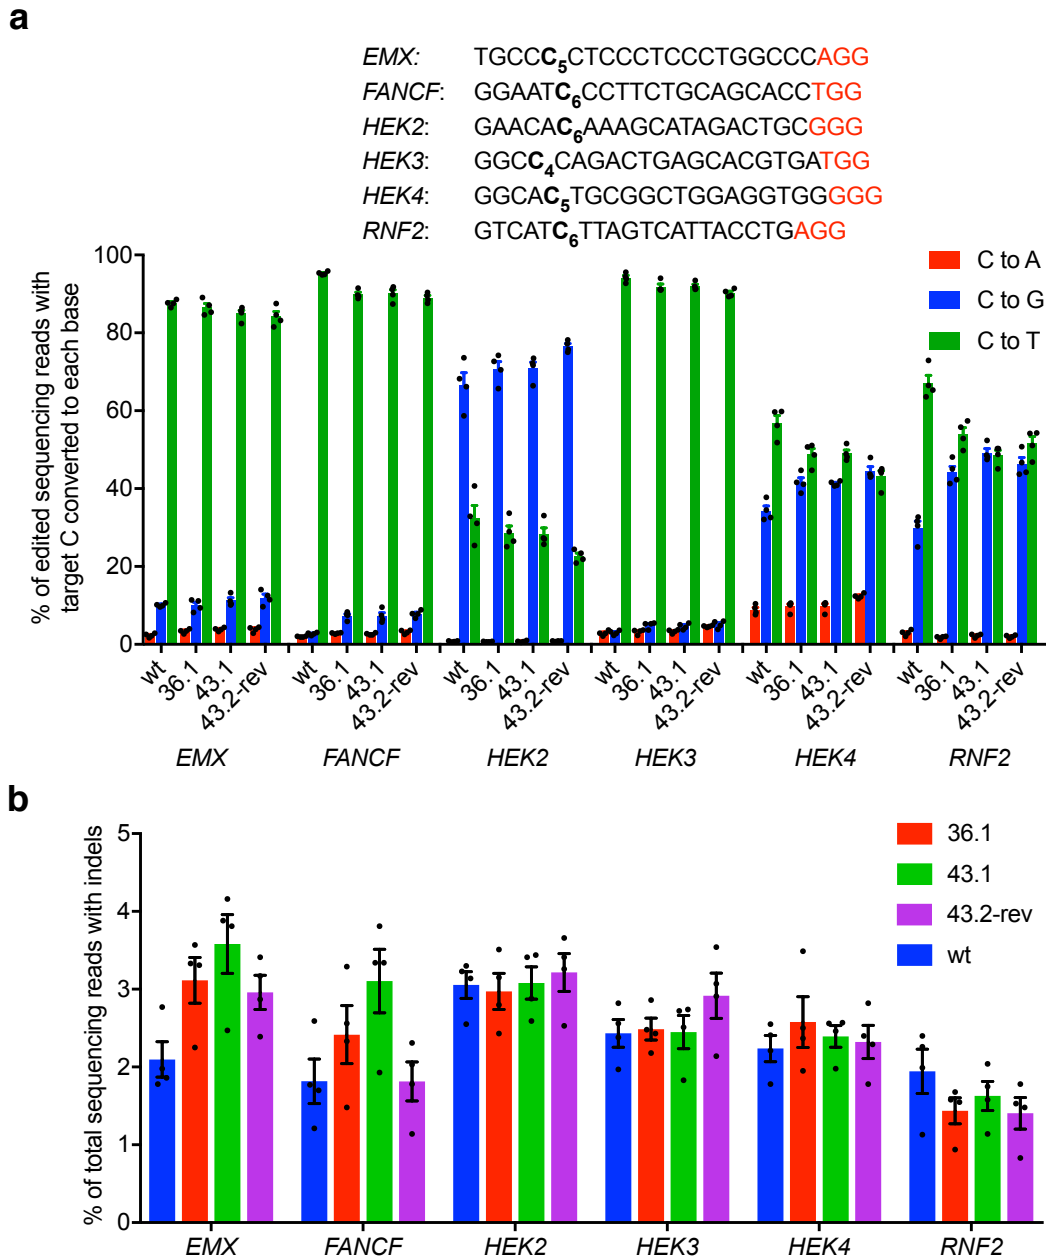 a
EMX: TGCCC5CTCCCTCCCTGGCCCAGG
FANCF: GGAATC6CCTTCTGCAGCACCTGG
HEK2: GAACAC6AAAGCATAGACTGCGGG
HEK3: GGCC4CAGACTGAGCACGTGATGG
HEK4: GGCAC5TGCGGCTGGAGGTGGGGG
RNF2: GTCATC6TTAGTCATTACCTGAGG
% of edited sequencing reads with
target C converted to each base
100
80
60
40
20
0
C to A
C to G
C to T
wt 36.1 43.1 43.2-rev wt 36.1 43.1 43.2-rev wt 36.1 43.1 43.2-rev wt 36.1 43.1 43.2-rev wt 36.1 43.1 43.2-rev wt 36.1 43.1 43.2-rev
EMX FANCF HEK2 HEK3 HEK4 RNF2
b
% of total sequencing reads with indels
5
4
3
2
1
0
36.1
43.1
43.2-rev
wt
EMX FANCF HEK2 HEK3 HEK4 RNF2